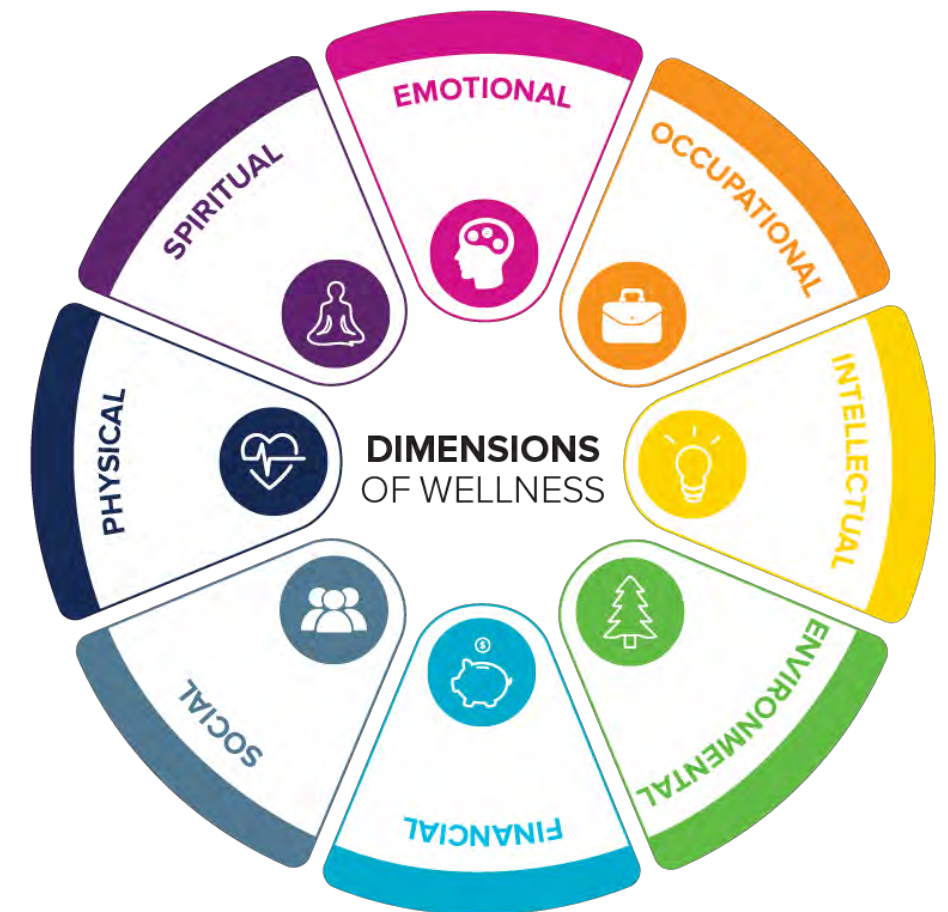 EMOTIONAL
OCCUPATIONAL
INTELLECTUAL
ENVIRONMENTAL
FINANCIAL
SOCIAL
PHYSICAL
SPIRITUAL
DIMENSIONS
OF WELLNESS
$